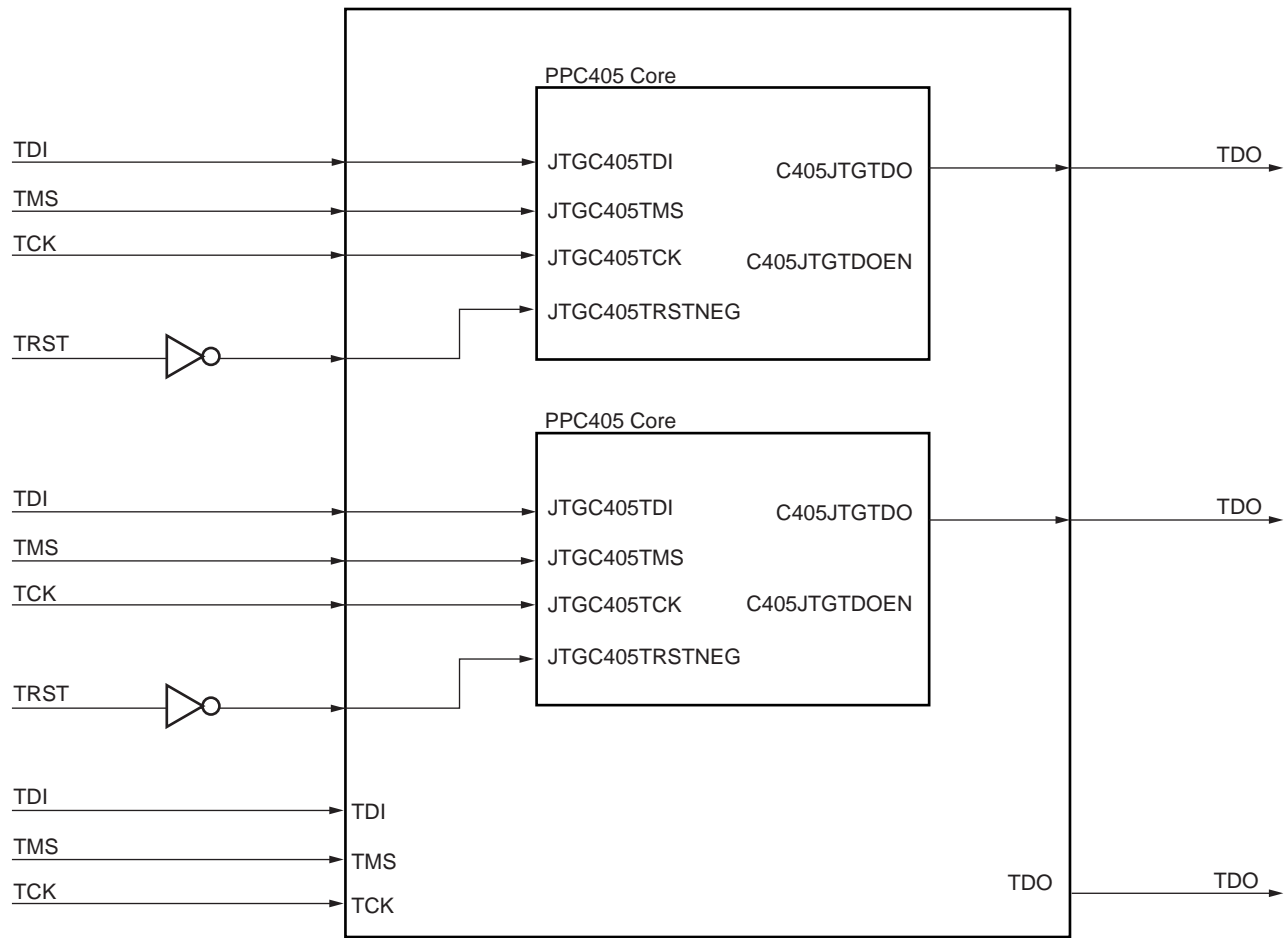 PPC405 Core
TDI
JTGC405TDI
C405JTGTDO
TDO
TMS
JTGC405TMS
TCK
JTGC405TCK
C405JTGTDOEN
JTGC405TRSTNEG
TRST
PPC405 Core
TDI
JTGC405TDI
C405JTGTDO
TDO
TMS
JTGC405TMS
TCK
JTGC405TCK
C405JTGTDOEN
JTGC405TRSTNEG
TRST
TDI
TDI
TMS
TMS
TDO
TDO
TCK
TCK